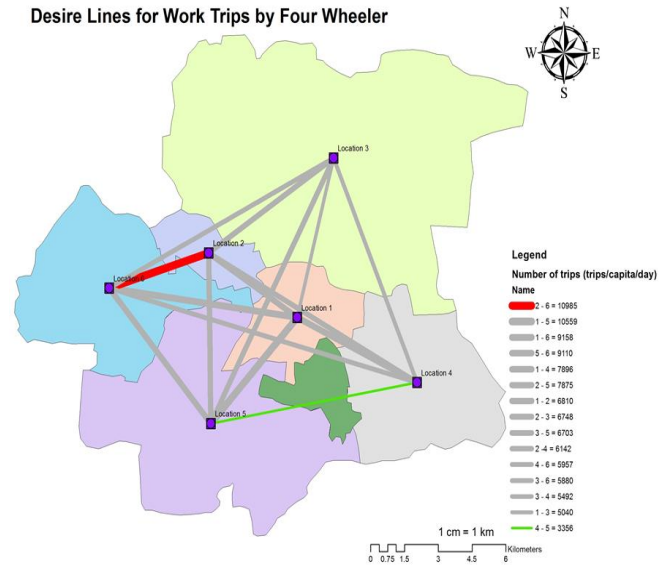 Desire Lines for Work Trips by Four Wheeler
N
W
E
S
Location 3
Location 2
Location 1
Location 4
Location 5
Legend
Number of trips (trips/capita/day)
Name
2 - 6 = 10985
1 - 5 = 10559
1 - 6 = 9158
5 - 6 = 9110
1 - 4 = 7896
2 - 5 = 7875
1 - 2 = 6810
2 - 3 = 6748
3 - 5 = 6703
2 -4 = 6142
4 - 6 = 5957
3 - 6 = 5880
3 - 4 = 5492
1 - 3 = 5040
4 - 5 = 3356
1 cm = 1 km
Kilometers
0 0.75 1.5 3 4.5 6